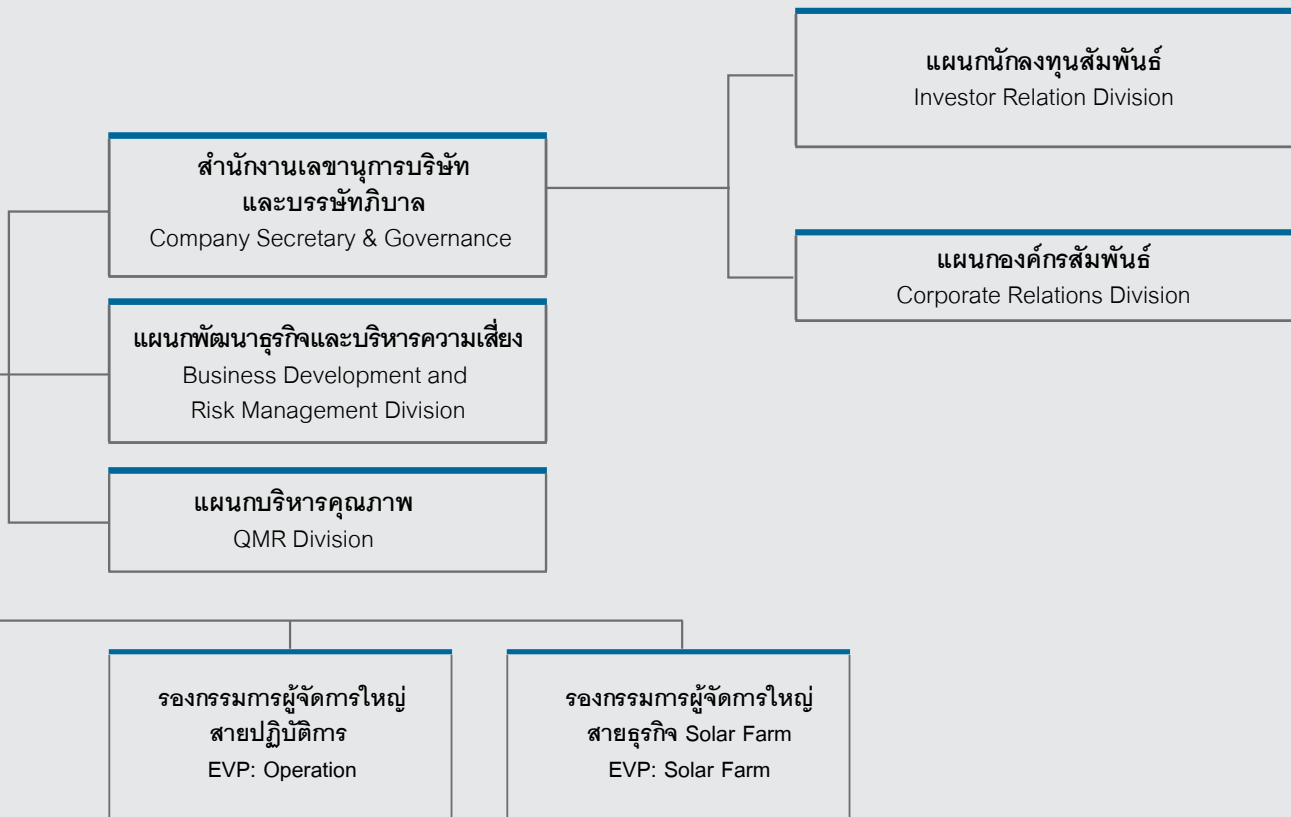 แผนกนักลงทุนสัมพันธ์
Investor Relation Division
สำนักงานเลขานุการบริษัท
และบรรษัทภิบาล
Company Secretary & Governance
แผนกองค์กรสัมพันธ์
Corporate Relations Division
แผนกพัฒนาธุรกิจและบริหารความเสี่ยง
Business Development and
Risk Management Division
แผนกบริหารคุณภาพ
QMR Division
รองกรรมการผู้จัดการใหญ่
สายปฏิบัติการ
EVP: Operation
รองกรรมการผู้จัดการใหญ่
สายธุรกิจ Solar Farm
EVP: Solar Farm